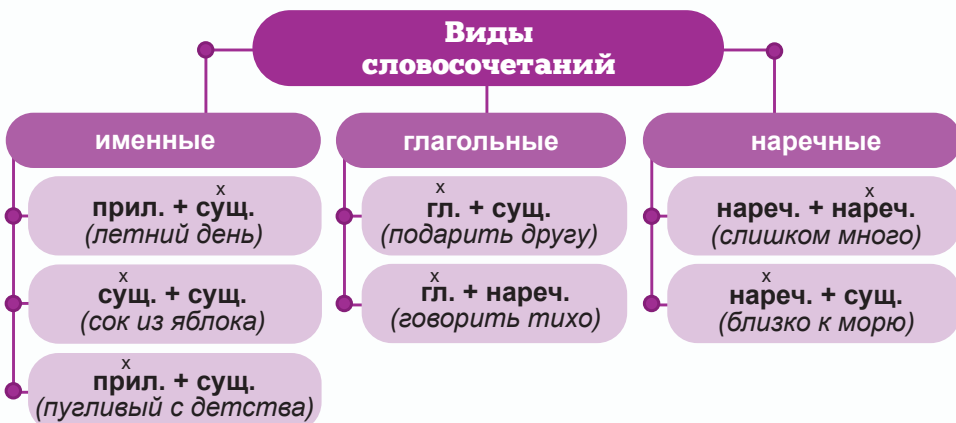 Виды
словосочетаний
именные
х
прил. + сущ.
(летний день)
х
сущ. + сущ.
(сок из яблока)
х
прил. + сущ.
(пугливый с детства)
глагольные
х
гл. + сущ.
(подарить другу)
х
гл. + нареч.
(говорить тихо)
наречные
х
нареч. + нареч.
(слишком много)
х
нареч. + сущ.
(близко к морю)